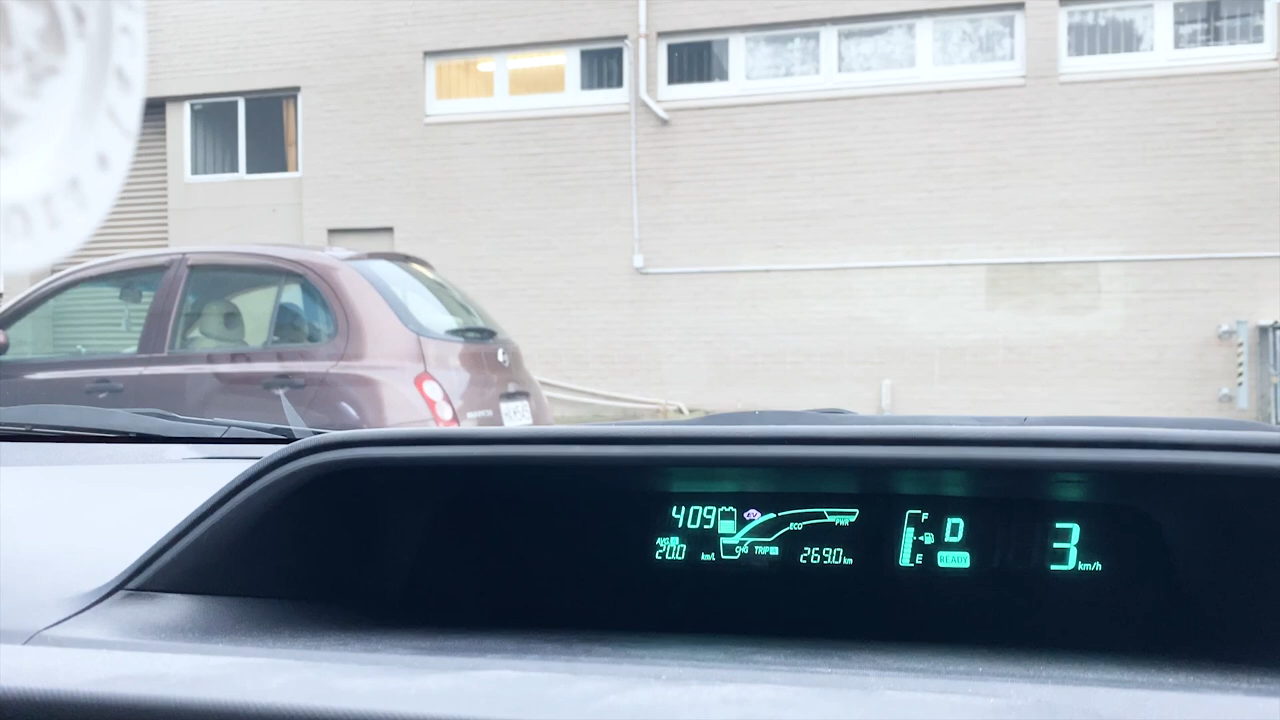 409
EV
ECO
PWR
AVG
20.0 km/L
CHG TRIP
269.0 km
F
E
D
READY
3 km/h